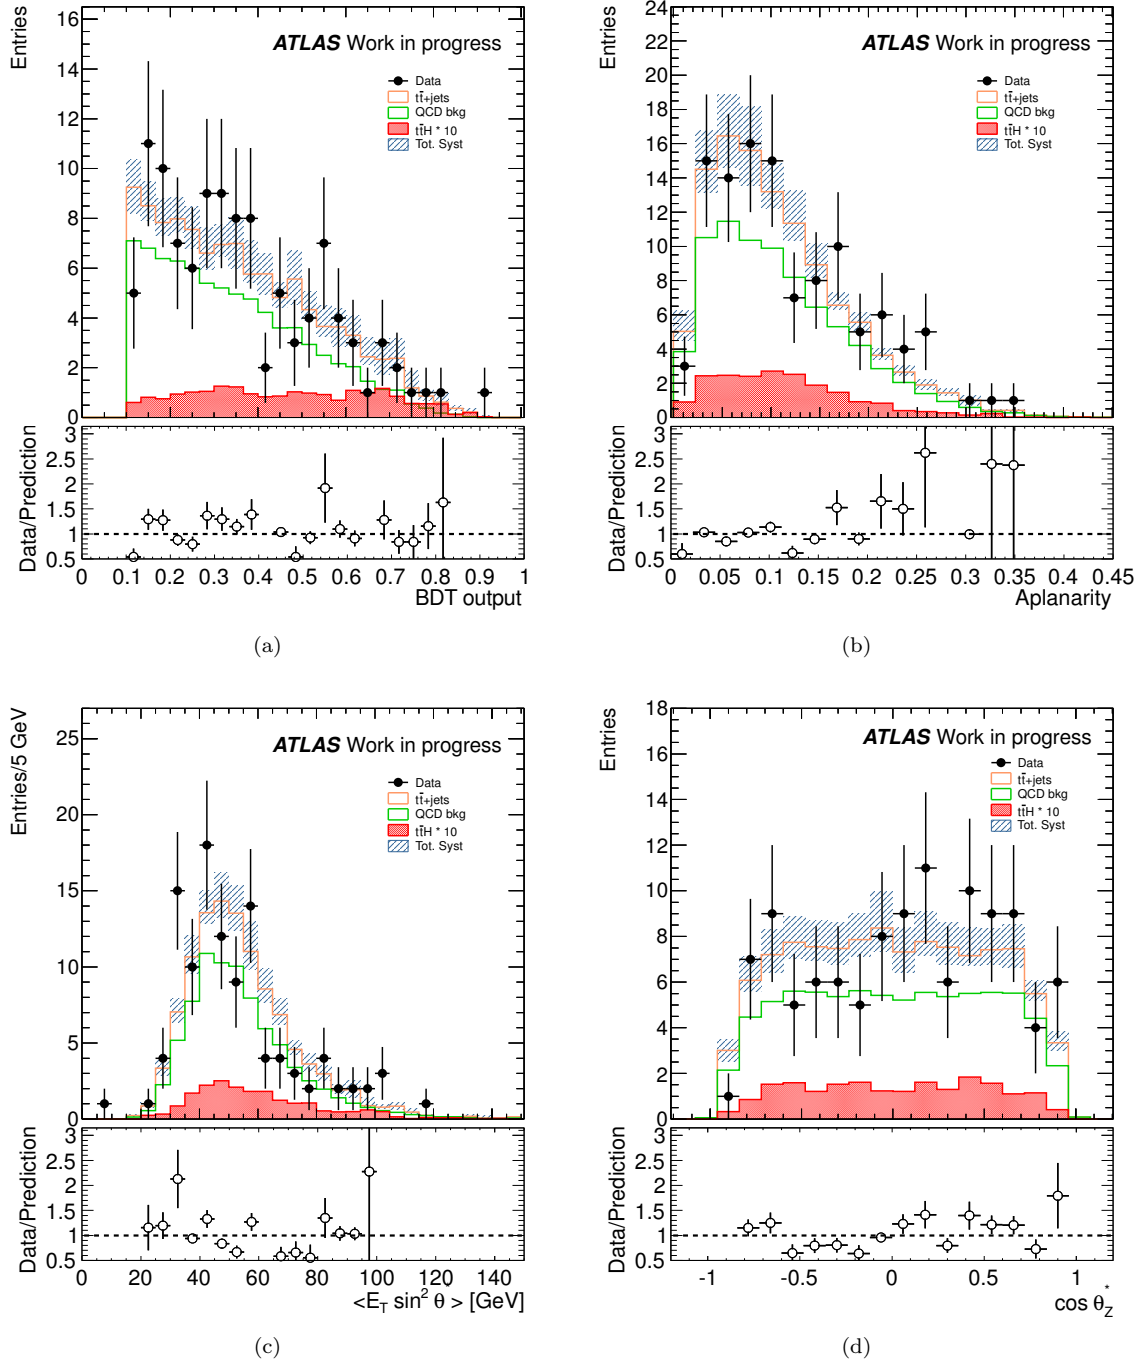 Entries
16
14
12
10
8
6
4
2
0
ATLAS Work in progress
Data
tt̄+jets
QCD bkg
tt̄H * 10
Tot. Syst
Data/Prediction
3
2.5
2
1.5
1
0.5
0 0.1 0.2 0.3 0.4 0.5 0.6 0.7 0.8 0.9 1
BDT output
(a)
Entries
24
22
20
18
16
14
12
10
8
6
4
2
0
ATLAS Work in progress
Data
tt̄+jets
QCD bkg
tt̄H * 10
Tot. Syst
Data/Prediction
3
2.5
2
1.5
1
0.5
0 0.05 0.1 0.15 0.2 0.25 0.3 0.35 0.4 0.45
Aplanarity
(b)
Entries/5 GeV
25
20
15
10
5
0
ATLAS Work in progress
Data
tt̄+jets
QCD bkg
tt̄H * 10
Tot. Syst
Data/Prediction
3
2.5
2
1.5
1
0.5
0 20 40 60 80 100 120 140
<E_T sin² θ > [GeV]
(c)
Entries
18
16
14
12
10
8
6
4
2
0
ATLAS Work in progress
Data
tt̄+jets
QCD bkg
tt̄H * 10
Tot. Syst
Data/Prediction
3
2.5
2
1.5
1
0.5
-1 -0.5 0 0.5 1
cos θ*_Z
(d)